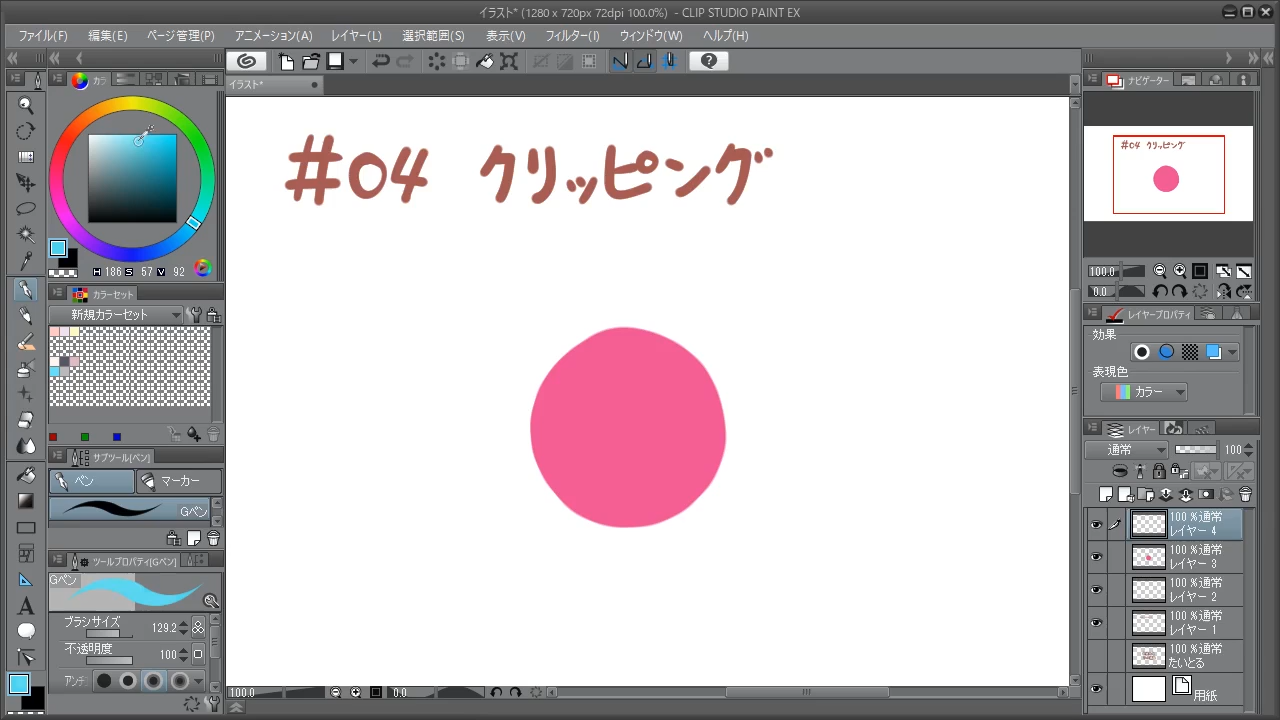 イラスト* (1280 x 720px 72dpi 100.0%) - CLIP STUDIO PAINT EX
ファイル(F) 編集(E) ページ管理(P) アニメーション(A) レイヤー(L) 選択範囲(S) 表示(V) フィルター(I) ウィンドウ(W) ヘルプ(H)
カラ
イラスト*
ナビゲーター
#04 クリッピング
H 186 S 57 V 92
100.0
0.0
カラーセット
新規カラーセット
レイヤープロパティ
効果
表現色
カラー
レイヤー
通常 100
サブツール[ペン]
ペン マーカー
Gペン
ツールプロパティ[Gペン]
Gペン
ブラシサイズ 129.2
不透明度 100
アンチ
100 %通常
レイヤー 4
100 %通常
レイヤー 3
100 %通常
レイヤー 2
100 %通常
レイヤー 1
100 %通常
たいとる
用紙
100.0 0.0